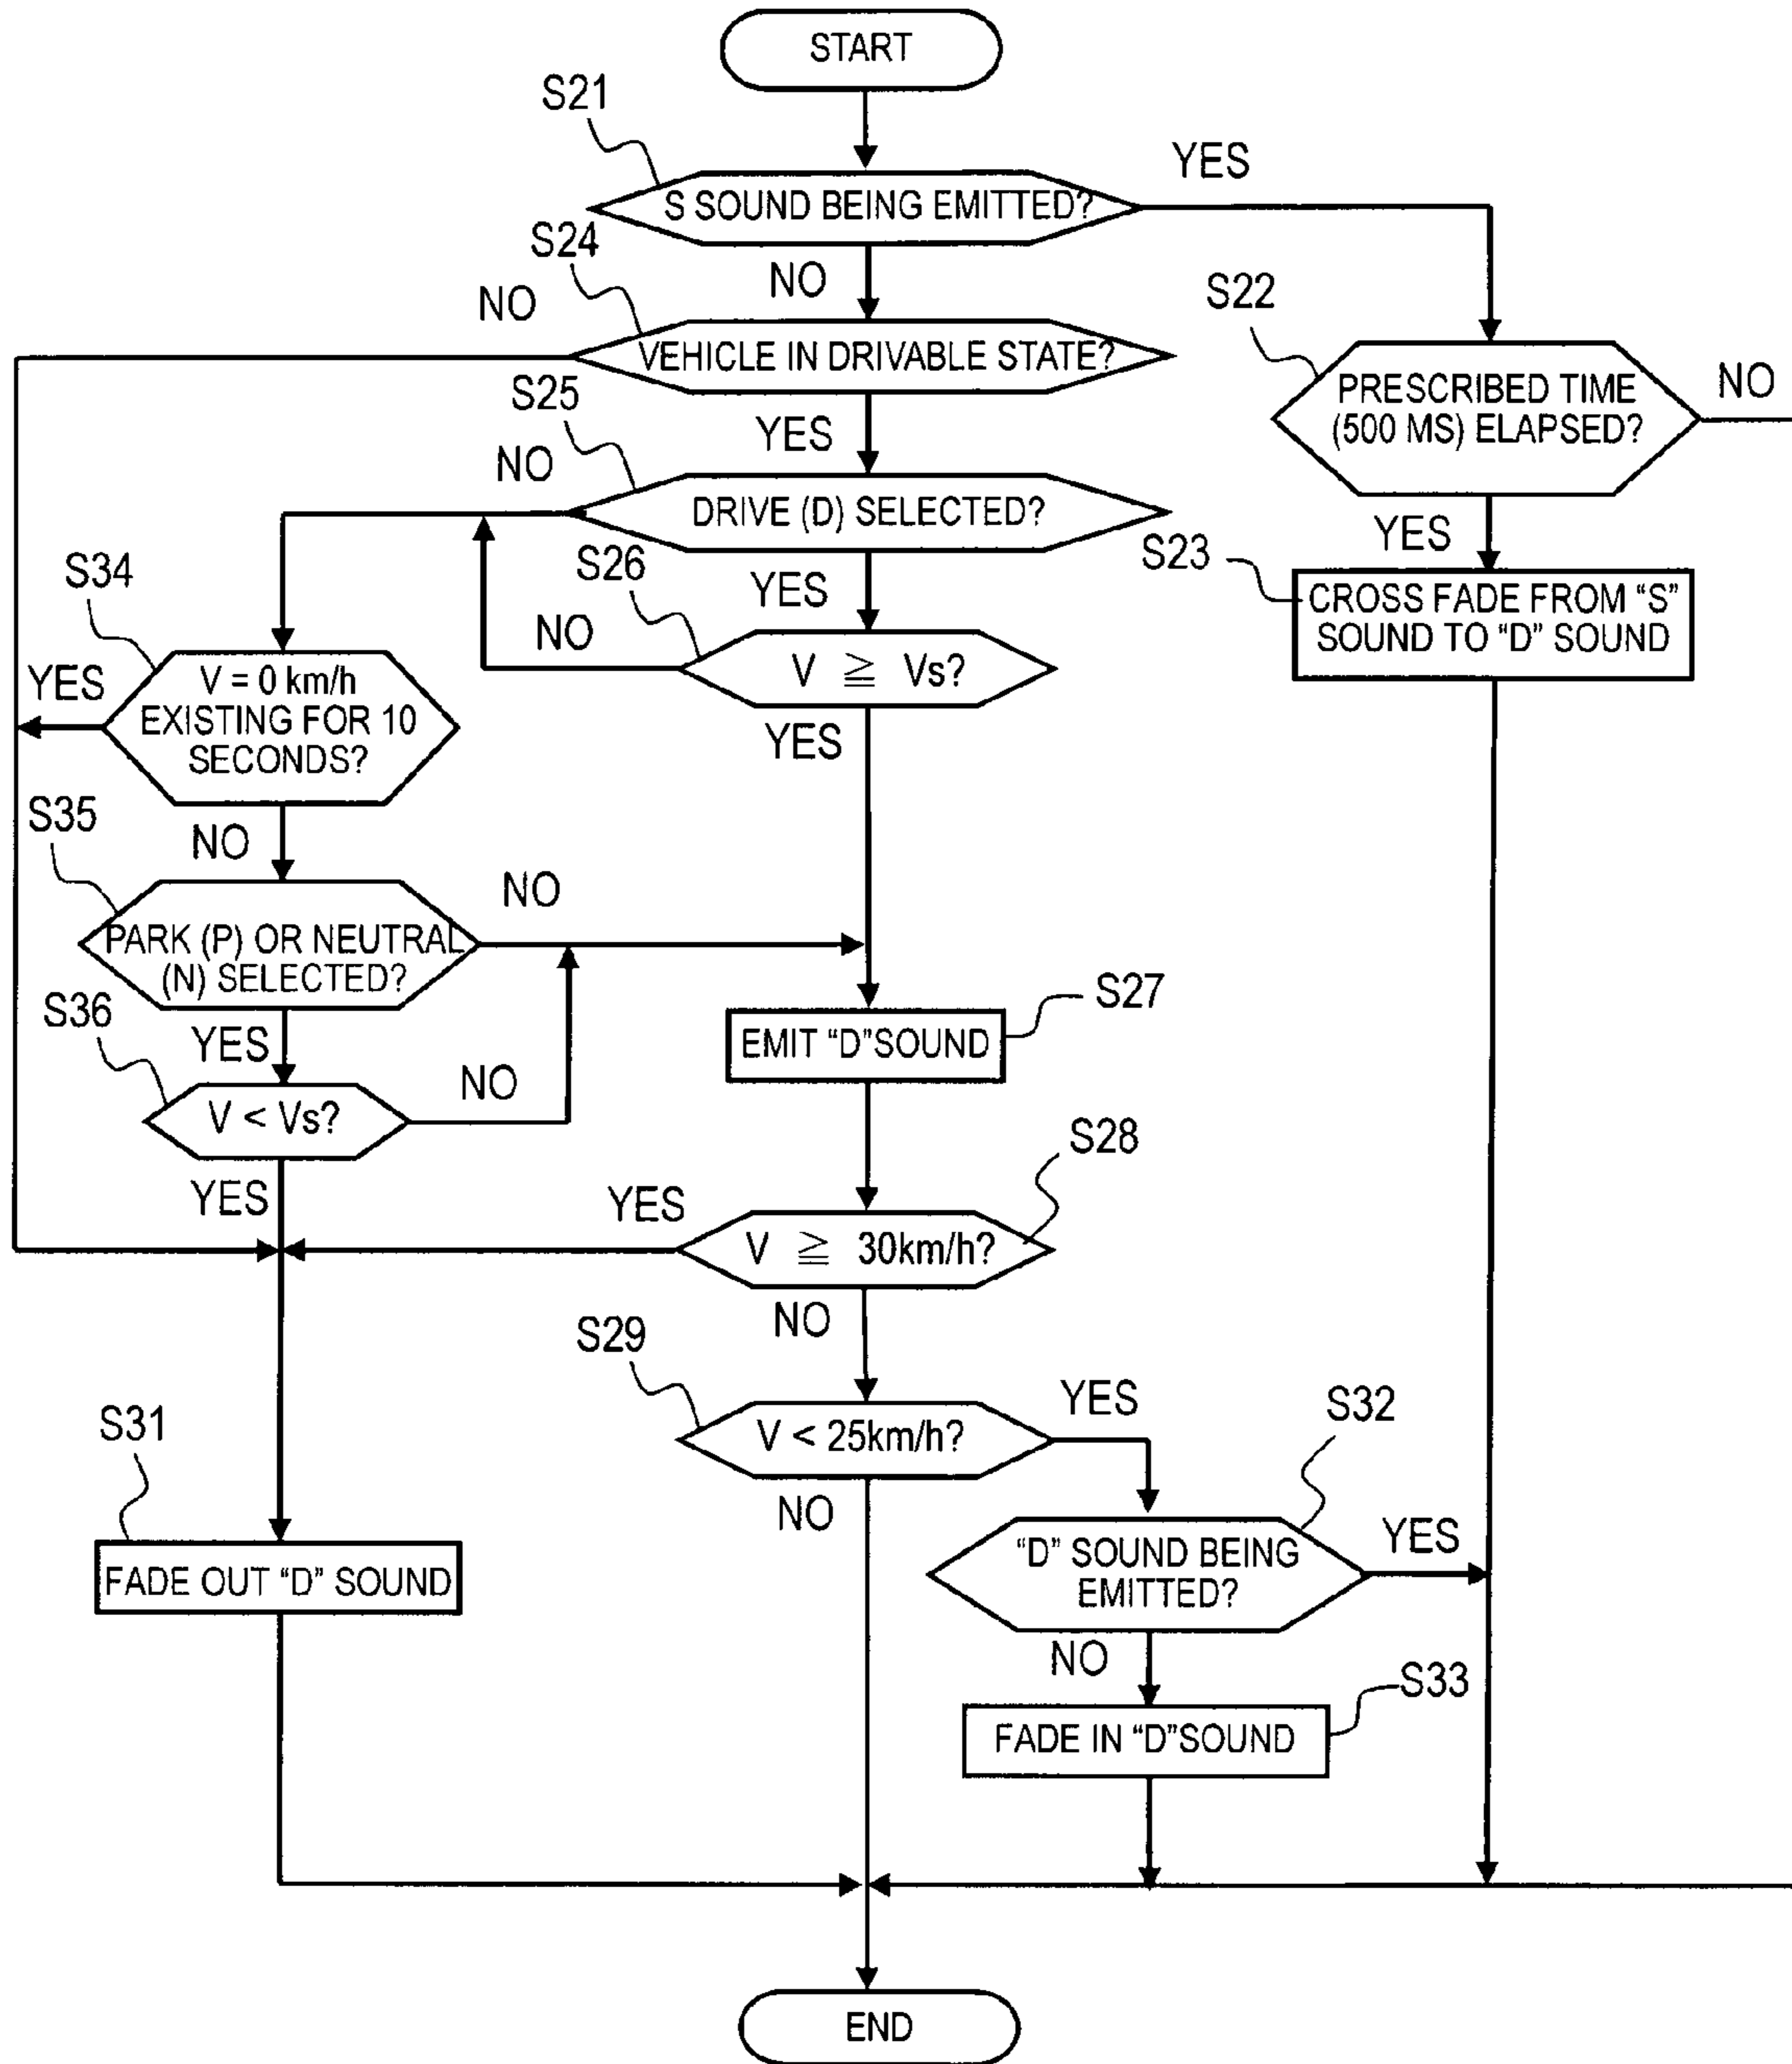 START
S21
YES
S SOUND BEING EMITTED?
S24
NO
NO
S22
VEHICLE IN DRIVABLE STATE?
PRESCRIBED TIME
(500 MS) ELAPSED?
NO
S25
YES
NO
DRIVE (D) SELECTED?
YES
S23
S26
S34
YES
CROSS FADE FROM "S"
SOUND TO "D" SOUND
NO
V ≧ Vs?
YES
V = 0 km/h
EXISTING FOR 10
SECONDS?
YES
S35
NO
NO
PARK (P) OR NEUTRAL
(N) SELECTED?
S36
S27
YES
EMIT "D"SOUND
NO
V < Vs?
S28
YES
YES
V ≧ 30km/h?
NO
S29
YES
S32
S31
V < 25km/h?
NO
"D" SOUND BEING
EMITTED?
YES
FADE OUT "D" SOUND
NO
S33
FADE IN "D"SOUND
END